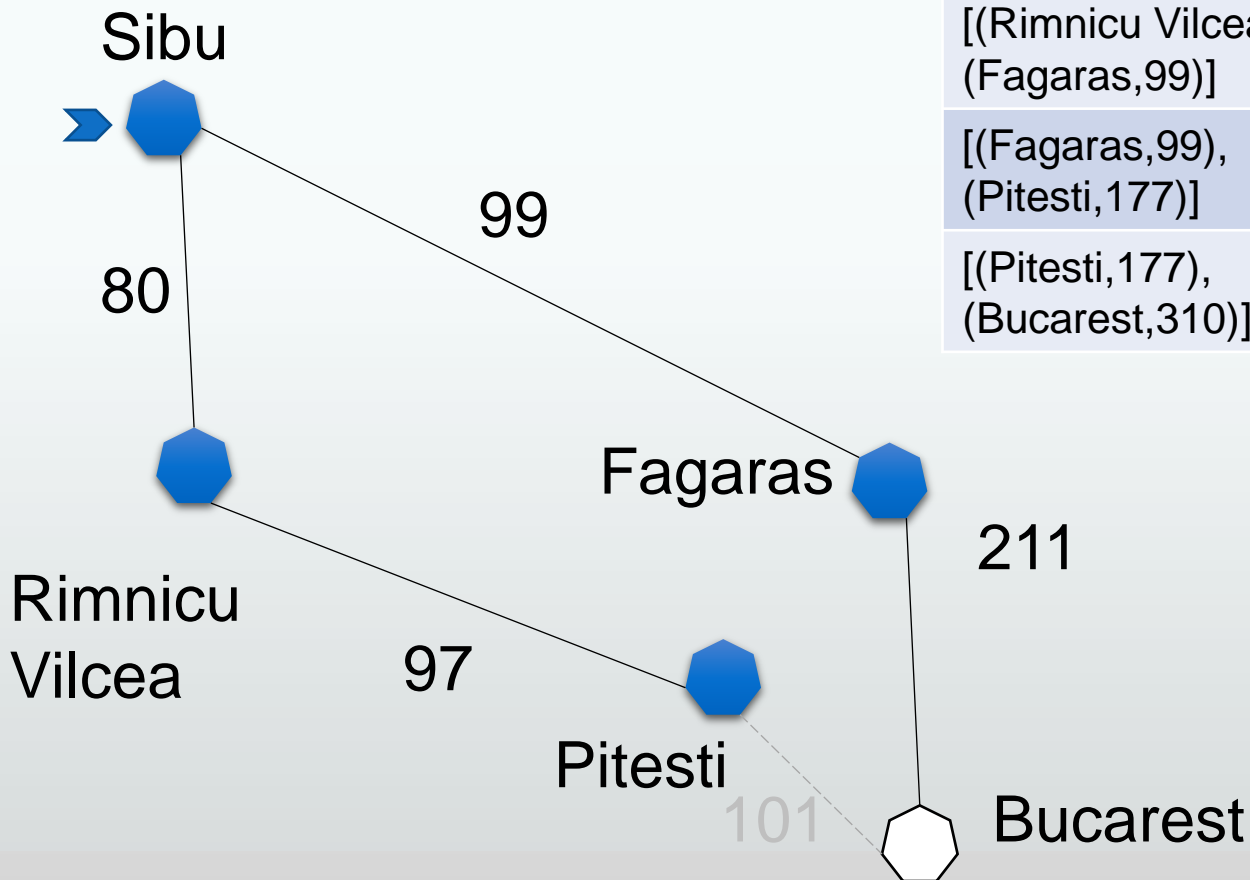 Sibu
[(Rimnicu Vilcea
(Fagaras,99)]
[(Fagaras,99),
(Pitesti,177)]
99
80
[(Pitesti,177),
(Bucarest,310)]
Fagaras
211
Rimnicu
Vilcea
97
Pitesti
101
Bucarest